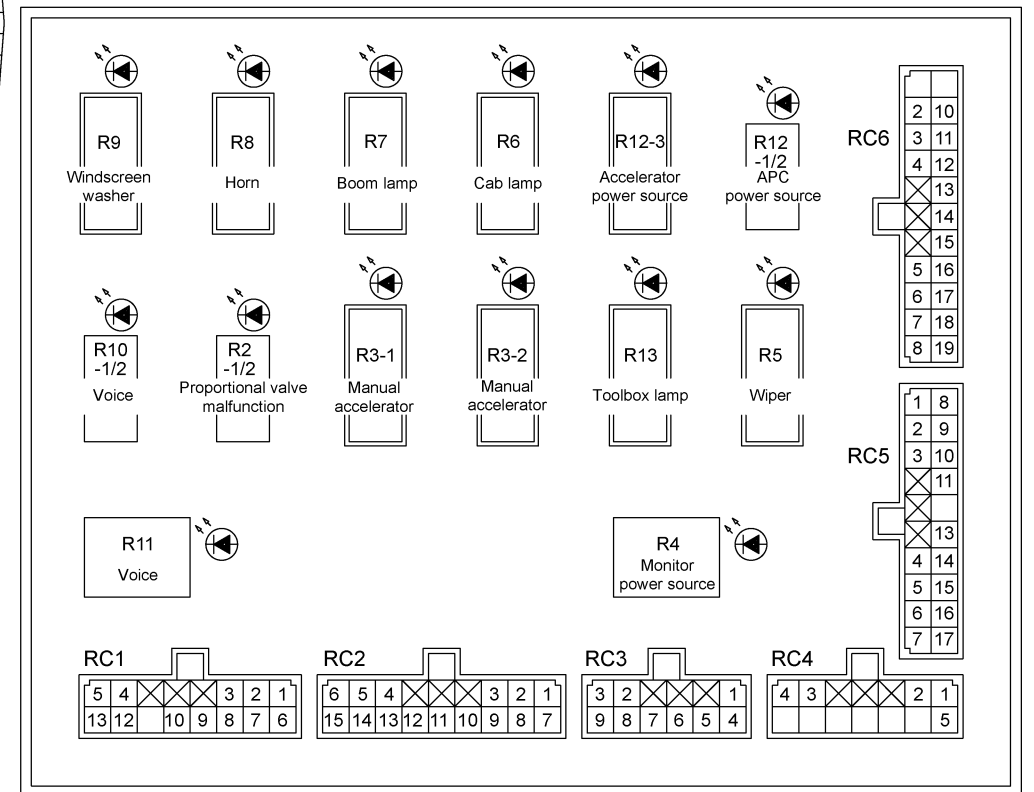 R9
Windscreen
washer
R8
Horn
R7
Boom lamp
R6
Cab lamp
R12-3
Accelerator
power source
R12
-1/2
APC
power source
RC6
2 10
3 11
4 12
13
14
15
5 16
6 17
7 18
8 19
R10
-1/2
Voice
R2
-1/2
Proportional valve
malfunction
R3-1
Manual
accelerator
R3-2
Manual
accelerator
R13
Toolbox lamp
R5
Wiper
RC5
1 8
2 9
3 10
11
13
4 14
5 15
6 16
7 17
R11
Voice
R4
Monitor
power source
RC1
5 4 3 2 1
13 12 10 9 8 7 6
RC2
6 5 4 3 2 1
15 14 13 12 11 10 9 8 7
RC3
3 2 1
9 8 7 6 5 4
RC4
4 3 2 1
5